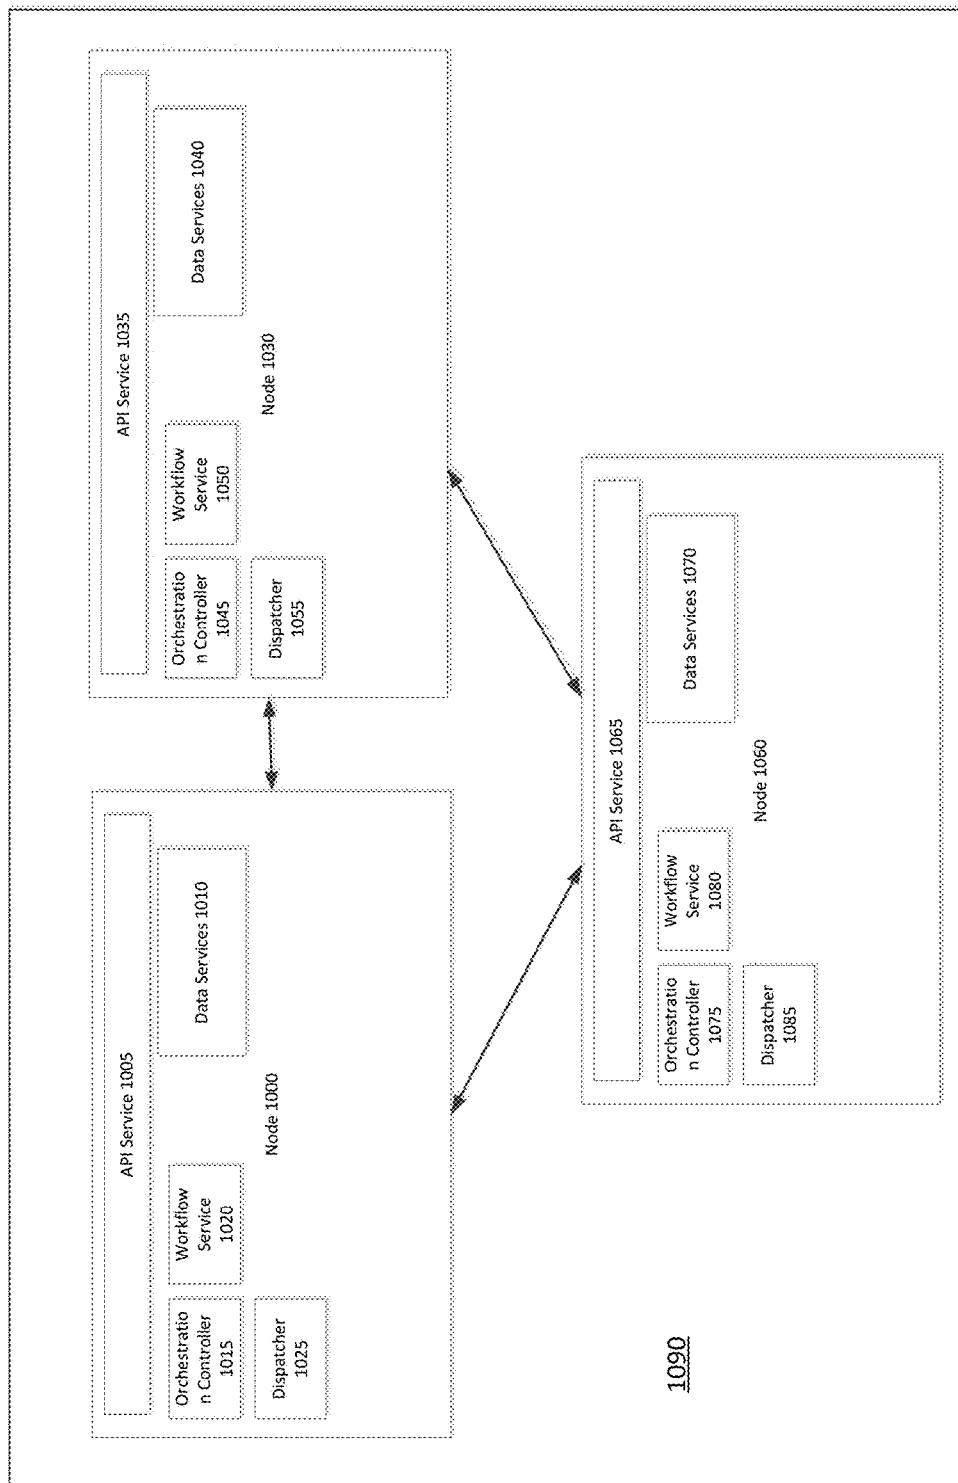 API Service 1005
Orchestratio
n Controller
1015
Workflow
Service
1020
Data Services 1010
Dispatcher
1025
Node 1000
API Service 1035
Orchestratio
n Controller
1045
Workflow
Service
1050
Data Services 1040
Dispatcher
1055
Node 1030
API Service 1065
Orchestratio
n Controller
1075
Workflow
Service
1080
Data Services 1070
Dispatcher
1085
Node 1060
1090